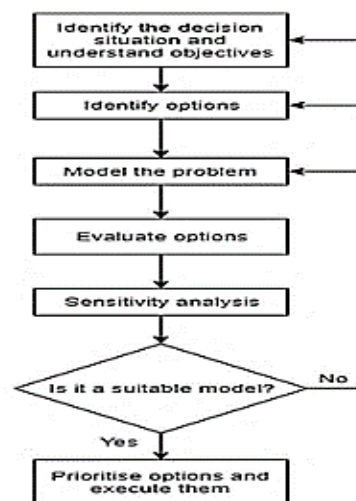 Identify the decision
situation and
understand objectives
Identify options
Model the problem
Evaluate options
Sensitivity analysis
Is it a suitable model?
No
Yes
Prioritise options and
execute them